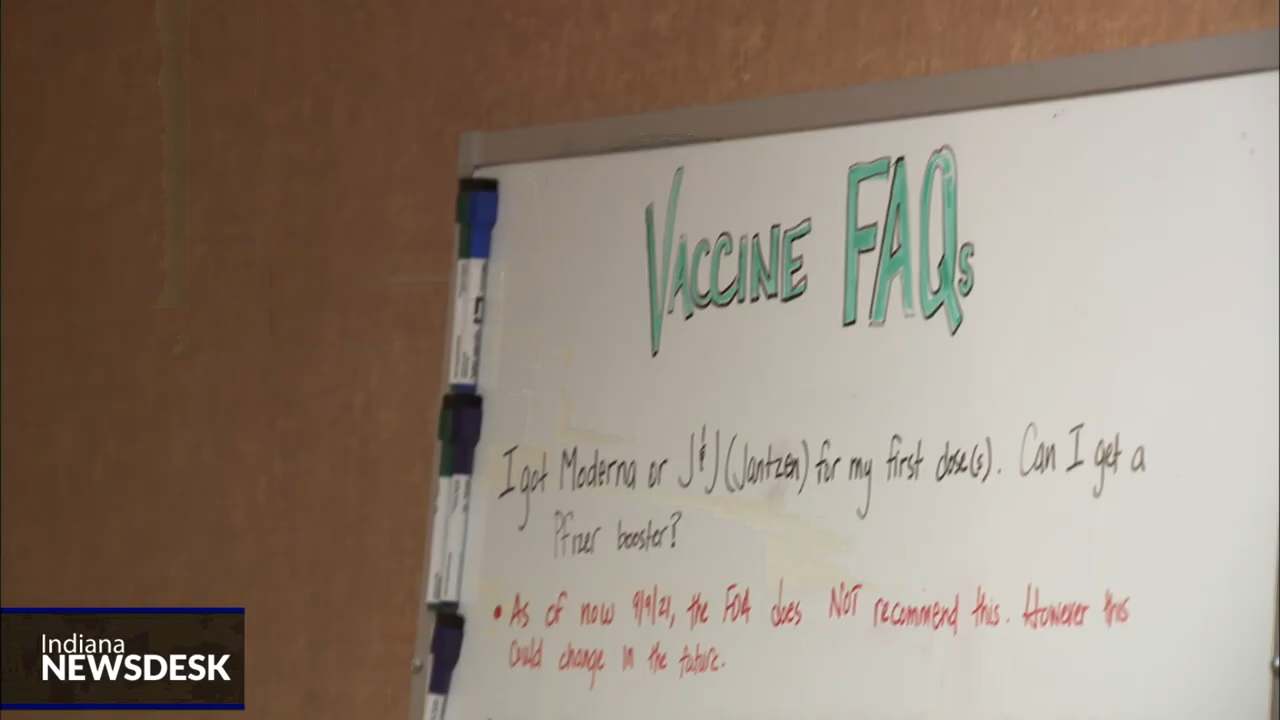 VACCINE FAQs
I got Moderna or J&J (Jantzen) for my first dose(s). Can I get a
Pfizer booster?
• As of now 9/9/21, the FDA does NOT recommend this. However this
could change in the future.
Indiana
NEWSDESK